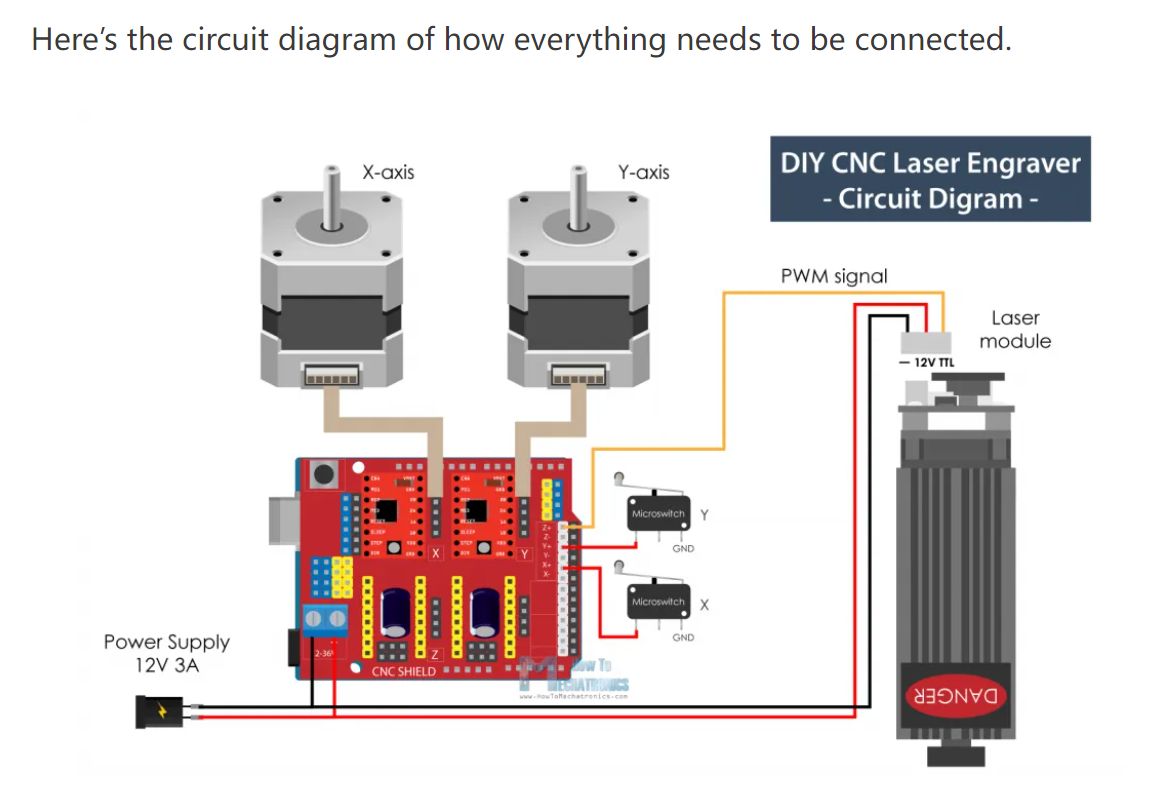 Here’s the circuit diagram of how everything needs to be connected.
X-axis
Y-axis
DIY CNC Laser Engraver
- Circuit Digram -
PWM signal
Laser
module
— 12V TTL
Microswitch
Y
GND
Microswitch
X
GND
Z+
Z-
Y+
Y-
X+
X-
X
Y
Z
CNC SHIELD
Power Supply
12V 3A
DANGER
How To
MECHATRONICS
www.HowToMechatronics.com